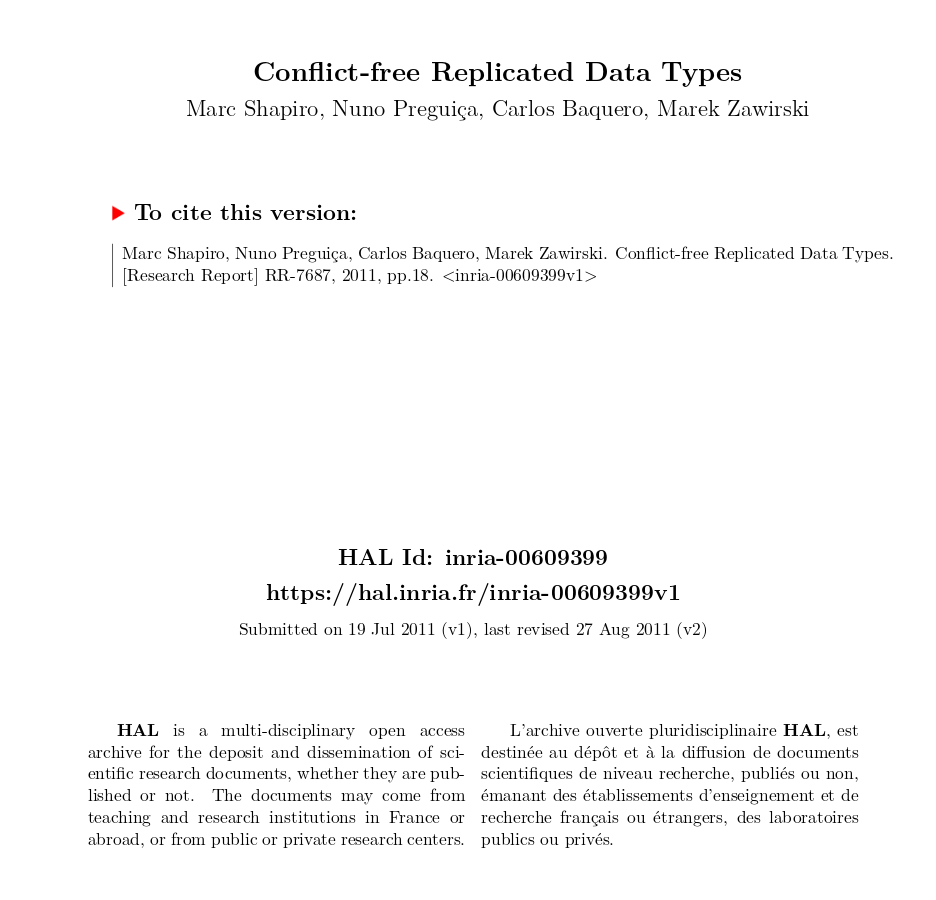 Conflict-free Replicated Data Types
Marc Shapiro, Nuno Preguiça, Carlos Baquero, Marek Zawirski
To cite this version:
Marc Shapiro, Nuno Preguiça, Carlos Baquero, Marek Zawirski. Conflict-free Replicated Data Types.
[Research Report] RR-7687, 2011, pp.18. <inria-00609399v1>
HAL Id: inria-00609399
https://hal.inria.fr/inria-00609399v1
Submitted on 19 Jul 2011 (v1), last revised 27 Aug 2011 (v2)
HAL is a multi-disciplinary open access
archive for the deposit and dissemination of sci-
entific research documents, whether they are pub-
lished or not. The documents may come from
teaching and research institutions in France or
abroad, or from public or private research centers.
L'archive ouverte pluridisciplinaire HAL, est
destinée au dépôt et à la diffusion de documents
scientifiques de niveau recherche, publiés ou non,
émanant des établissements d'enseignement et de
recherche français ou étrangers, des laboratoires
publics ou privés.